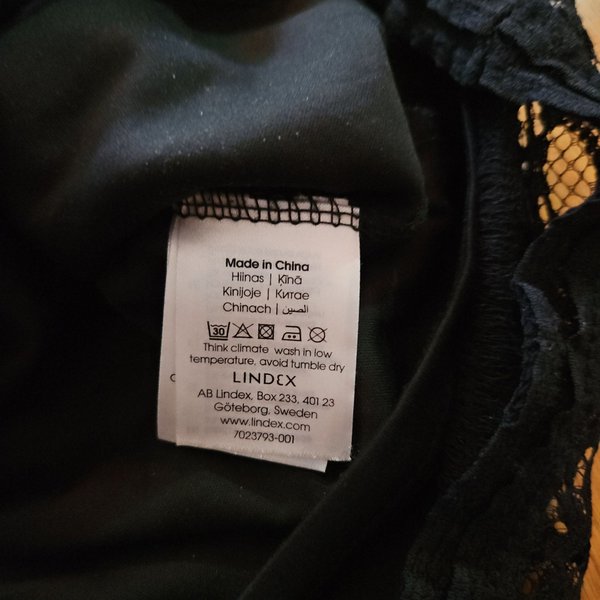 Made in China
Hiinas | Ķīnā
Kinijoje | Китае
Chinach | الصين
30
Think climate wash in low
temperature, avoid tumble dry
LINDEX
AB Lindex, Box 233, 401 23
Göteborg, Sweden
www.lindex.com
7023793-001